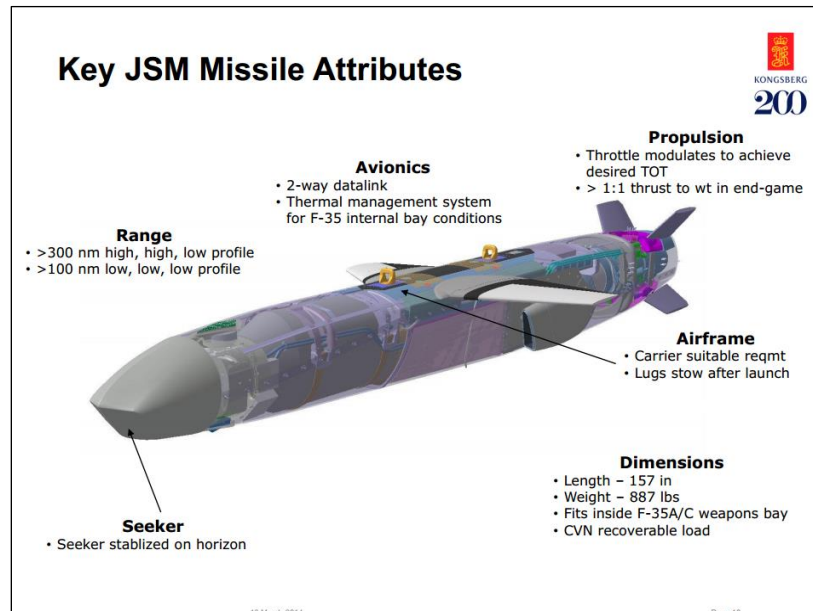 Key JSM Missile Attributes
KONGSBERG
200
Propulsion
• Throttle modulates to achieve
desired TOT
• > 1:1 thrust to wt in end-game
Avionics
• 2-way datalink
• Thermal management system
for F-35 internal bay conditions
Range
• >300 nm high, high, low profile
• >100 nm low, low, low profile
Airframe
• Carrier suitable reqmt
• Lugs stow after launch
Dimensions
• Length – 157 in
• Weight – 887 lbs
• Fits inside F-35A/C weapons bay
• CVN recoverable load
Seeker
• Seeker stablized on horizon